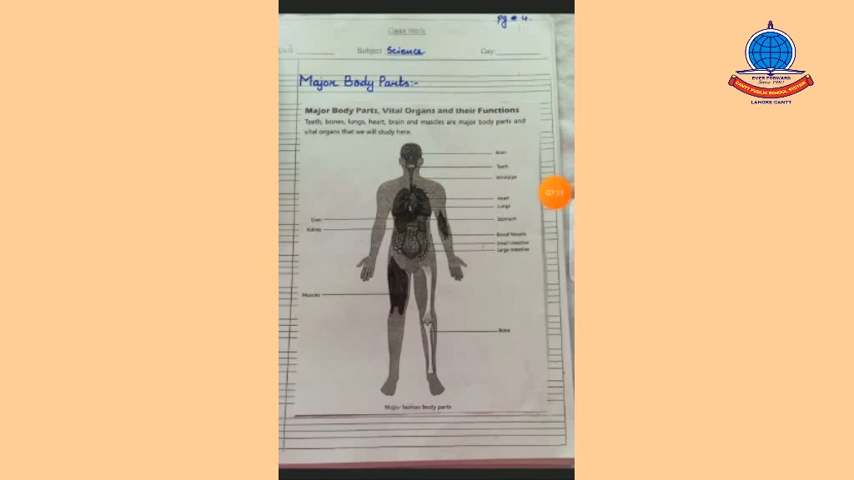 pg # 4.
Class Work
Subject Science
Day
Major Body Parts:-
Major Body Parts, Vital Organs and their Functions
Teeth, bones, lungs, heart, brain and muscles are major body parts and
vital organs that we will study here.
Brain
Teeth
Windpipe
Heart
Lungs
Liver
Stomach
Kidney
Blood Vessels
Small Intestine
Large Intestine
Muscles
Bone
Major human body parts
07:11
EVER FORWARD
Since 1987
CANTT PUBLIC SCHOOL SYSTEM
LAHORE CANTT